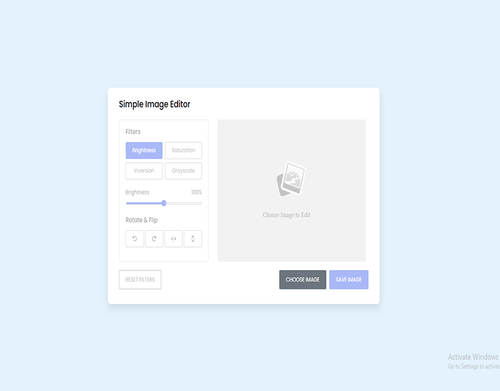 Simple Image Editor
Filters
Brightness
Saturation
Inversion
Grayscale
Brightness
100%
Rotate & Flip
Choose Image to Edit
RESET FILTERS
CHOOSE IMAGE
SAVE IMAGE
Activate Windows
Go to Settings to activate